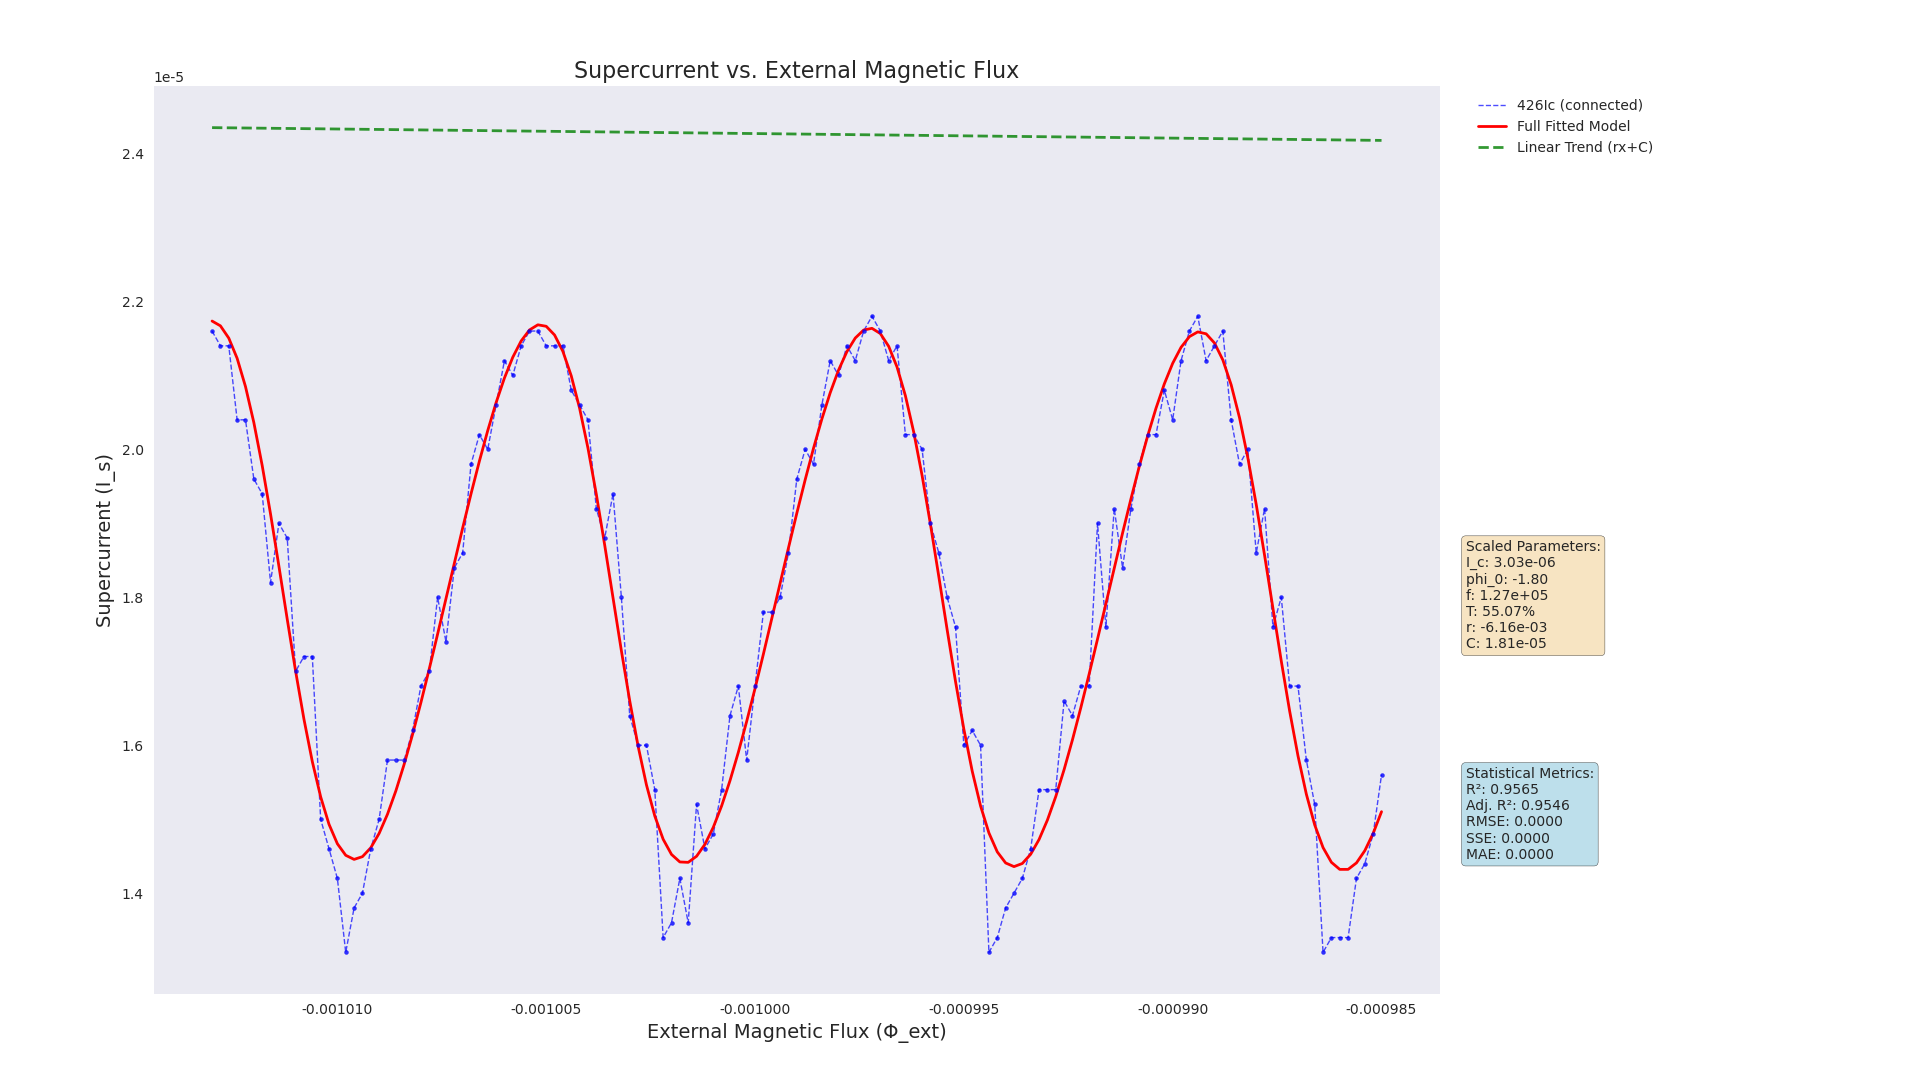 Supercurrent vs. External Magnetic Flux
1e-5
2.4
2.2
2.0
1.8
1.6
1.4
Supercurrent (I_s)
-0.001010
-0.001005
-0.001000
-0.000995
-0.000990
-0.000985
External Magnetic Flux (Φ_ext)
426Ic (connected)
Full Fitted Model
Linear Trend (rx+C)
Scaled Parameters:
I_c: 3.03e-06
phi_0: -1.80
f: 1.27e+05
T: 55.07%
r: -6.16e-03
C: 1.81e-05
Statistical Metrics:
R²: 0.9565
Adj. R²: 0.9546
RMSE: 0.0000
SSE: 0.0000
MAE: 0.0000